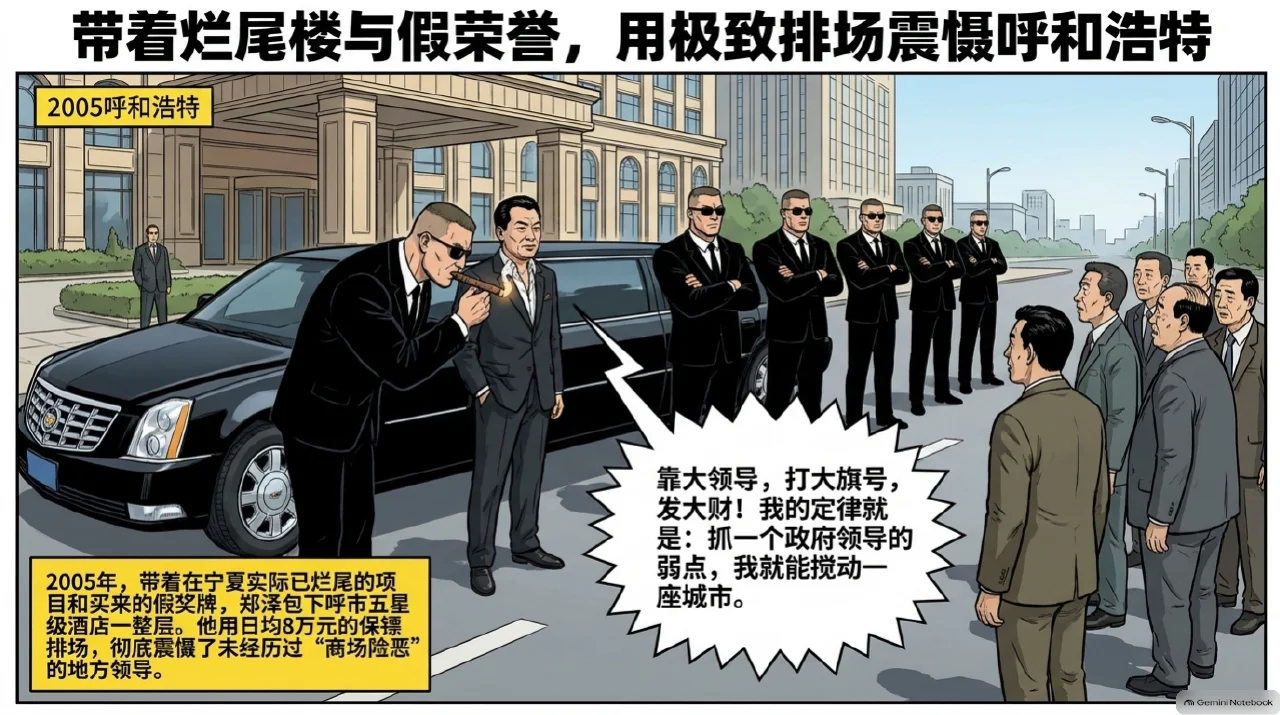 带着烂尾楼与假荣誉，用极致排场震慑呼和浩特
2005呼和浩特
靠大领导，打大旗号，
发大财！我的定律就
是：抓一个政府领导的
弱点，我就能搅动一
座城市。
2005年，带着在宁夏实际已烂尾的项
目和买来的假奖牌，郑泽包下呼市五星
级酒店一整层。他用日均8万元的保镖
排场，彻底震慑了未经历过“商场险恶”
的地方领导。
Gemini Notebook